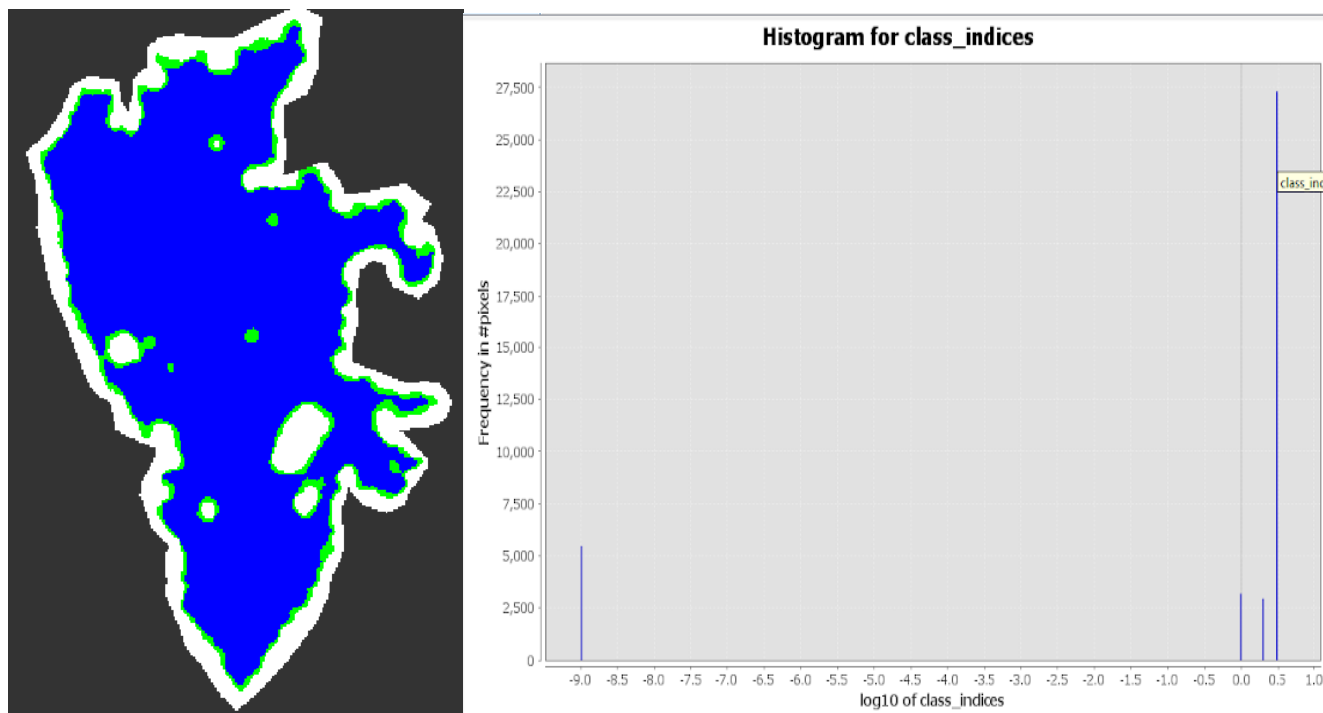 Histogram for class_indices
Frequency in #pixels
27,500
25,000
22,500
20,000
17,500
15,000
12,500
10,000
7,500
5,000
2,500
0
class_ind
-9.0 -8.5 -8.0 -7.5 -7.0 -6.5 -6.0 -5.5 -5.0 -4.5 -4.0 -3.5 -3.0 -2.5 -2.0 -1.5 -1.0 -0.5 0.0 0.5 1.0
log10 of class_indices